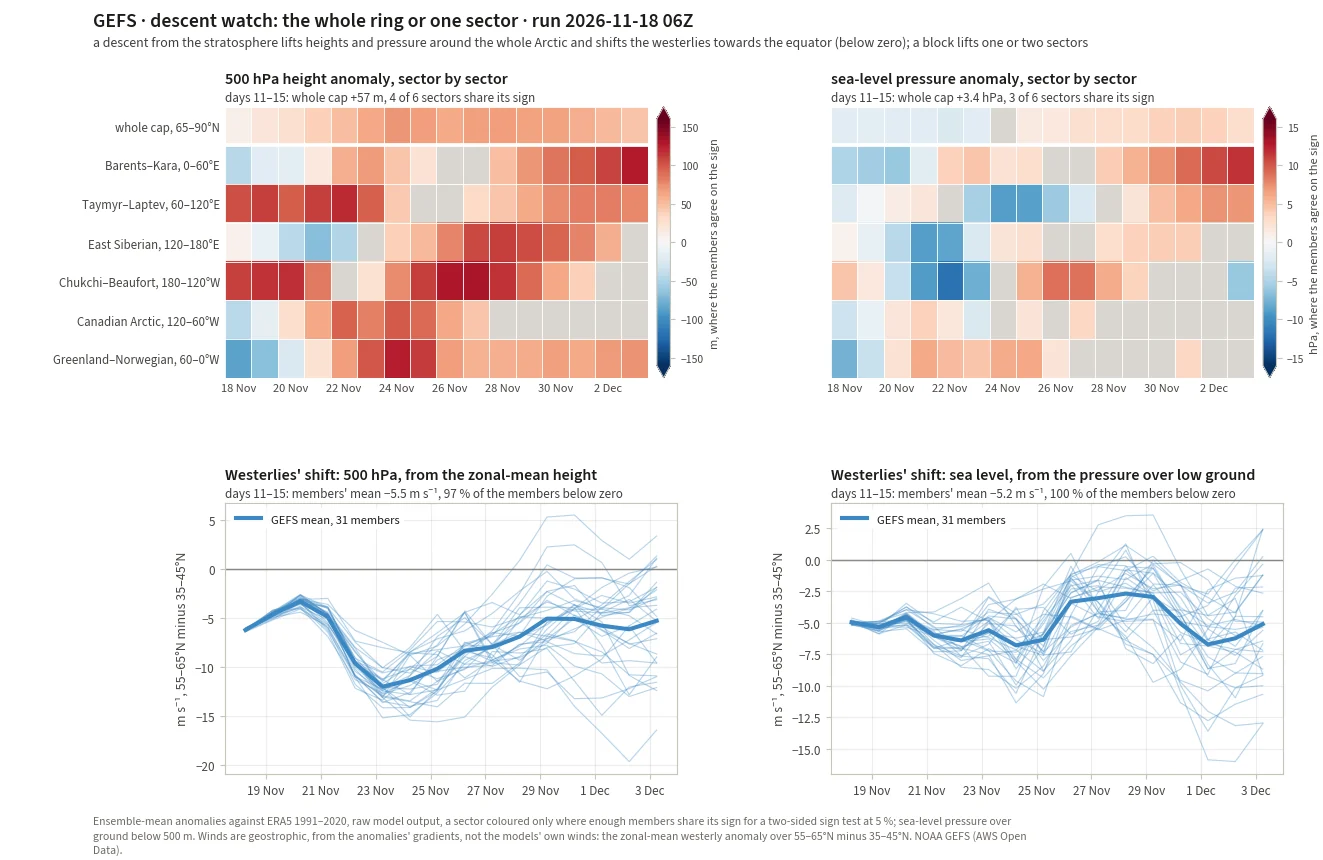 GEFS · descent watch: the whole ring or one sector · run 2026-11-18 06Z
a descent from the stratosphere lifts heights and pressure around the whole Arctic and shifts the westerlies towards the equator (below zero); a block lifts one or two sectors
500 hPa height anomaly, sector by sector
days 11–15: whole cap +57 m, 4 of 6 sectors share its sign
whole cap, 65–90°N
Barents–Kara, 0–60°E
Taymyr–Laptev, 60–120°E
East Siberian, 120–180°E
Chukchi–Beaufort, 180–120°W
Canadian Arctic, 120–60°W
Greenland–Norwegian, 60–0°W
18 Nov 20 Nov 22 Nov 24 Nov 26 Nov 28 Nov 30 Nov 2 Dec
150
100
50
0
−50
−100
−150
m, where the members agree on the sign
sea-level pressure anomaly, sector by sector
days 11–15: whole cap +3.4 hPa, 3 of 6 sectors share its sign
18 Nov 20 Nov 22 Nov 24 Nov 26 Nov 28 Nov 30 Nov 2 Dec
15
10
5
0
−5
−10
−15
hPa, where the members agree on the sign
Westerlies' shift: 500 hPa, from the zonal-mean height
days 11–15: members' mean −5.5 m s⁻¹, 97 % of the members below zero
GEFS mean, 31 members
m s⁻¹, 55–65°N minus 35–45°N
5
0
−5
−10
−15
−20
19 Nov 21 Nov 23 Nov 25 Nov 27 Nov 29 Nov 1 Dec 3 Dec
Westerlies' shift: sea level, from the pressure over low ground
days 11–15: members' mean −5.2 m s⁻¹, 100 % of the members below zero
GEFS mean, 31 members
m s⁻¹, 55–65°N minus 35–45°N
2.5
0.0
−2.5
−5.0
−7.5
−10.0
−12.5
−15.0
19 Nov 21 Nov 23 Nov 25 Nov 27 Nov 29 Nov 1 Dec 3 Dec
Ensemble-mean anomalies against ERA5 1991–2020, raw model output, a sector coloured only where enough members share its sign for a two-sided sign test at 5 %; sea-level pressure over
ground below 500 m. Winds are geostrophic, from the anomalies' gradients, not the models' own winds: the zonal-mean westerly anomaly over 55–65°N minus 35–45°N. NOAA GEFS (AWS Open
Data).